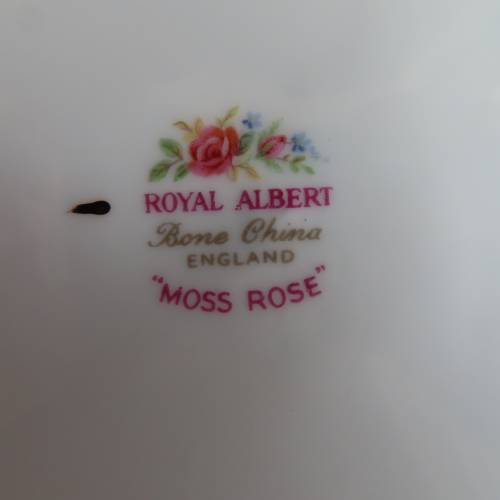 ROYAL ALBERT
Bone China
ENGLAND
"MOSS ROSE"